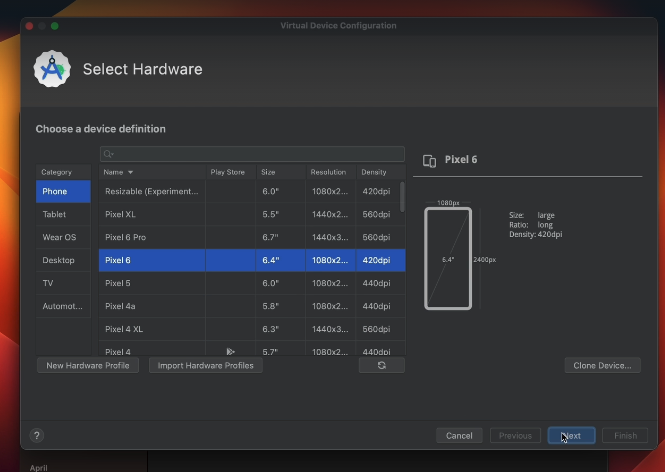 Virtual Device Configuration
Select Hardware
Choose a device definition
Category
Phone
Tablet
Wear OS
Desktop
TV
Automot...
Name Play Store Size Resolution Density
Resizable (Experiment... 6.0" 1080x2... 420dpi
Pixel XL 5.5" 1440x2... 560dpi
Pixel 6 Pro 6.7" 1440x3... 560dpi
Pixel 6 6.4" 1080x2... 420dpi
Pixel 5 6.0" 1080x2... 440dpi
Pixel 4a 5.8" 1080x2... 440dpi
Pixel 4 XL 6.3" 1440x3... 560dpi
Pixel 4 5.7" 1080x2... 440dpi
New Hardware Profile Import Hardware Profiles
Pixel 6
1080px
6.4"
2400px
Size: large
Ratio: long
Density: 420dpi
Clone Device...
? Cancel Previous Next Finish
April